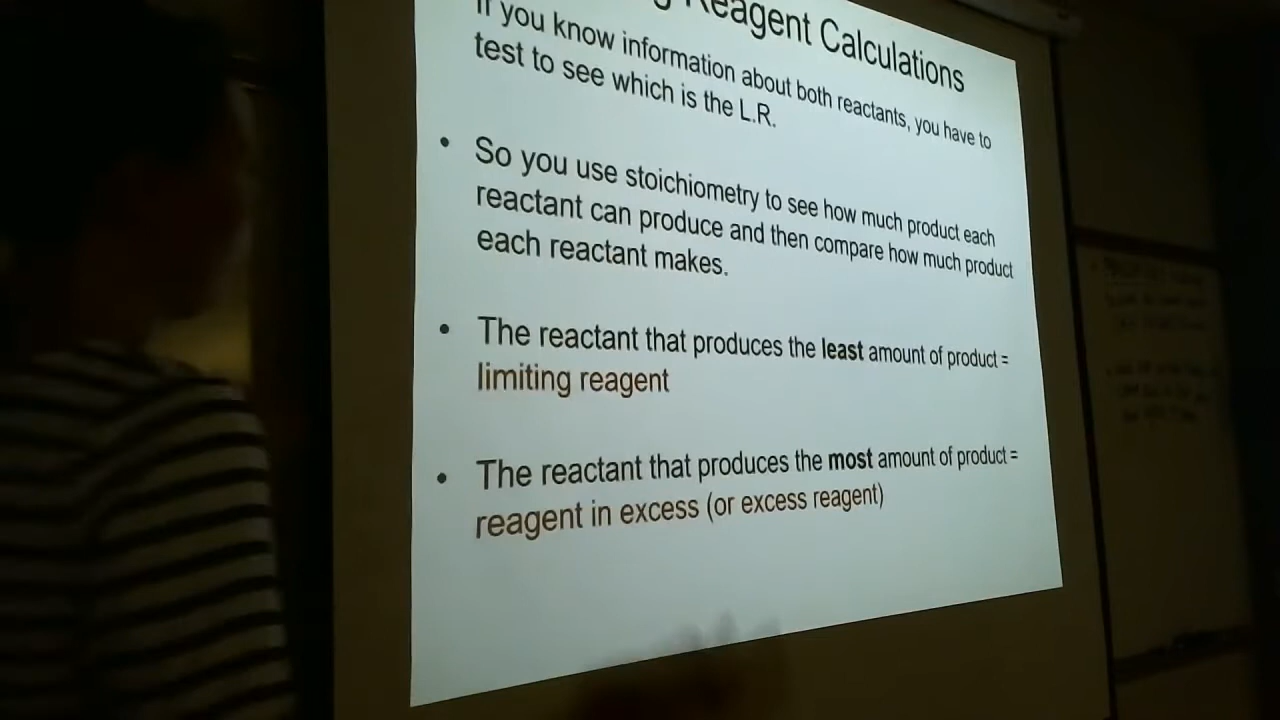 Reagent Calculations
If you know information about both reactants, you have to
test to see which is the L.R.
• So you use stoichiometry to see how much product each
reactant can produce and then compare how much product
each reactant makes.
• The reactant that produces the least amount of product =
limiting reagent
• The reactant that produces the most amount of product =
reagent in excess (or excess reagent)